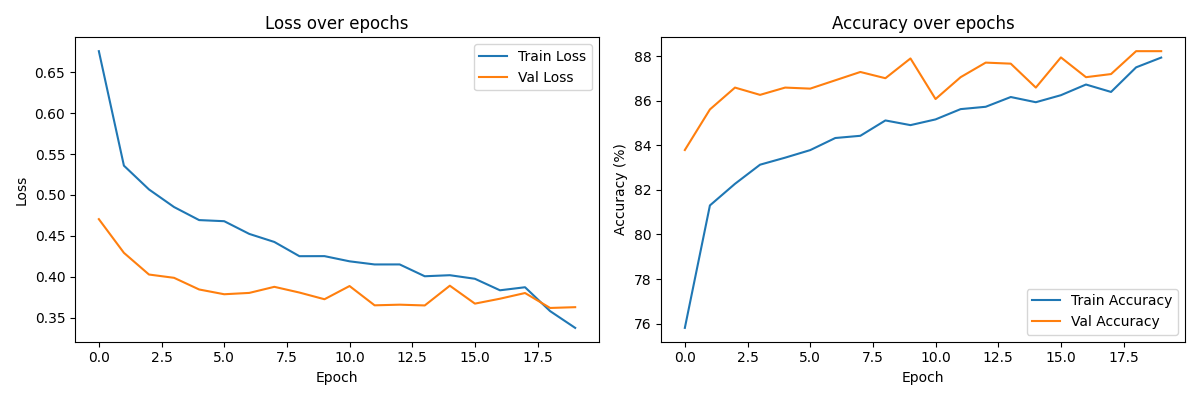 Loss over epochs
Train Loss
Val Loss
0.65
0.60
0.55
0.50
0.45
0.40
0.35
Loss
0.0 2.5 5.0 7.5 10.0 12.5 15.0 17.5
Epoch
Accuracy over epochs
88
86
84
82
80
78
76
Accuracy (%)
Train Accuracy
Val Accuracy
0.0 2.5 5.0 7.5 10.0 12.5 15.0 17.5
Epoch